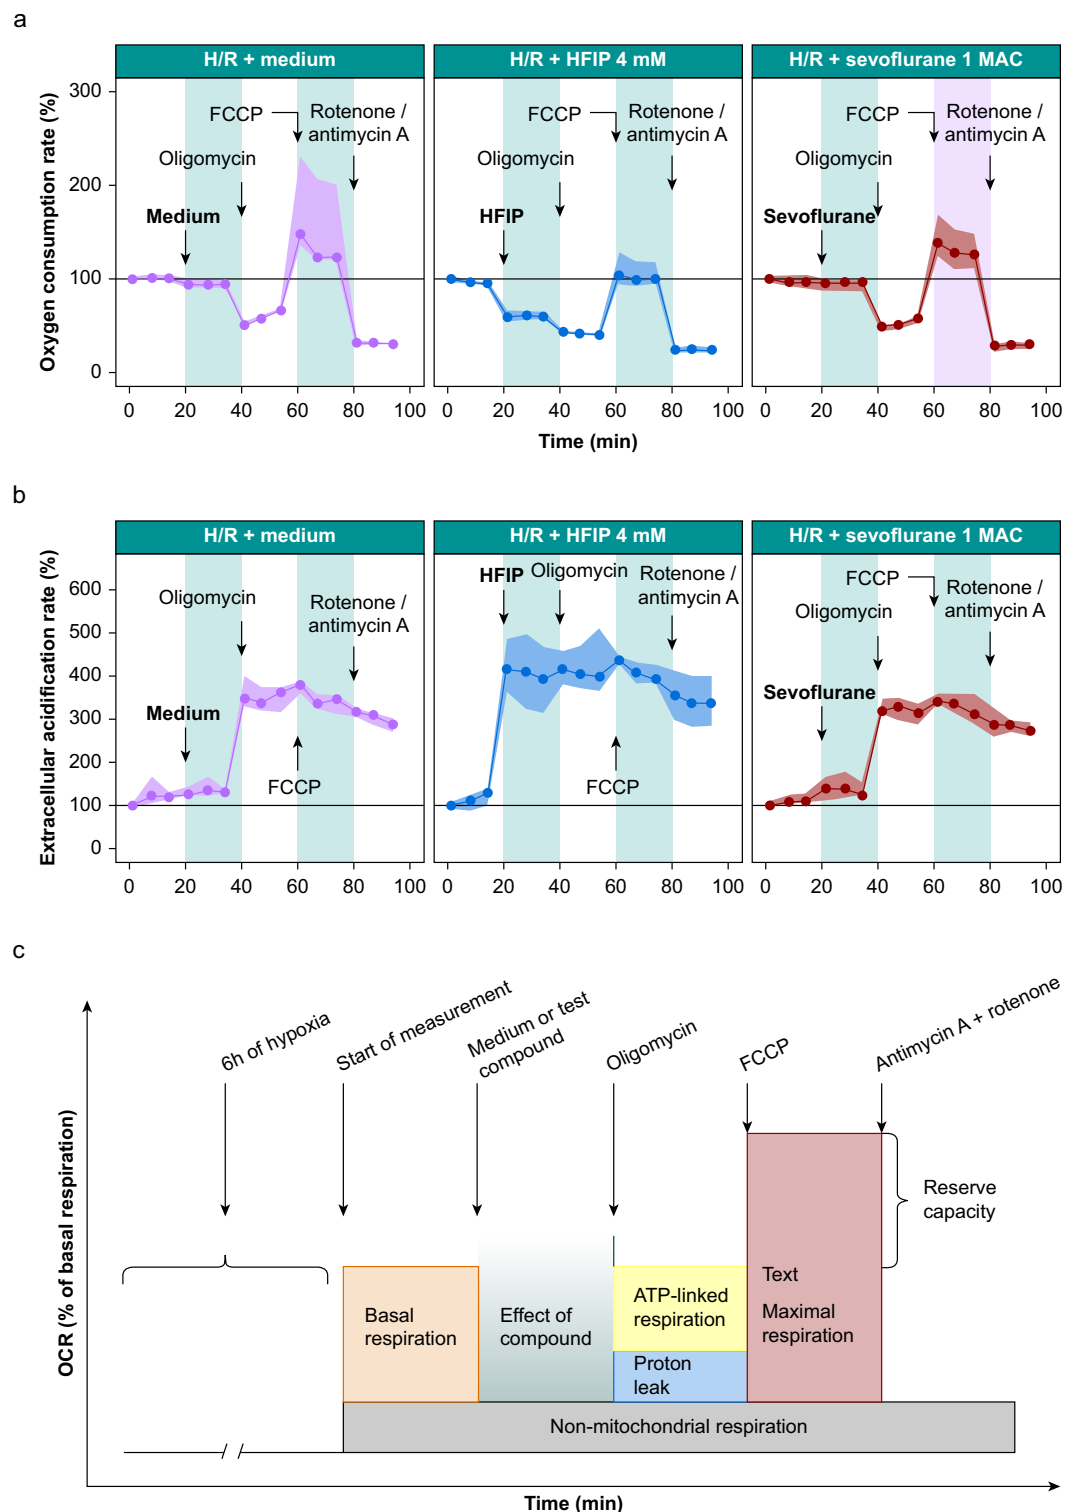 a
H/R + medium
H/R + HFIP 4 mM
H/R + sevoflurane 1 MAC
Oxygen consumption rate (%)
300
200
100
0
FCCP
Rotenone /
antimycin A
Oligomycin
Medium
FCCP
Rotenone /
antimycin A
Oligomycin
HFIP
FCCP
Rotenone /
antimycin A
Oligomycin
Sevoflurane
0 20 40 60 80 100
0 20 40 60 80 100
0 20 40 60 80 100
Time (min)
b
H/R + medium
H/R + HFIP 4 mM
H/R + sevoflurane 1 MAC
Extracellular acidification rate (%)
600
500
400
300
200
100
0
Oligomycin
Rotenone /
antimycin A
Medium
FCCP
HFIP
Oligomycin
Rotenone /
antimycin A
FCCP
FCCP
Rotenone /
antimycin A
Oligomycin
Sevoflurane
0 20 40 60 80 100
0 20 40 60 80 100
0 20 40 60 80 100
c
OCR (% of basal respiration)
6h of hypoxia
Start of measurement
Medium or test
compound
Oligomycin
FCCP
Antimycin A + rotenone
Reserve
capacity
Basal
respiration
Effect of
compound
ATP-linked
respiration
Proton
leak
Text
Maximal
respiration
Non-mitochondrial respiration
Time (min)